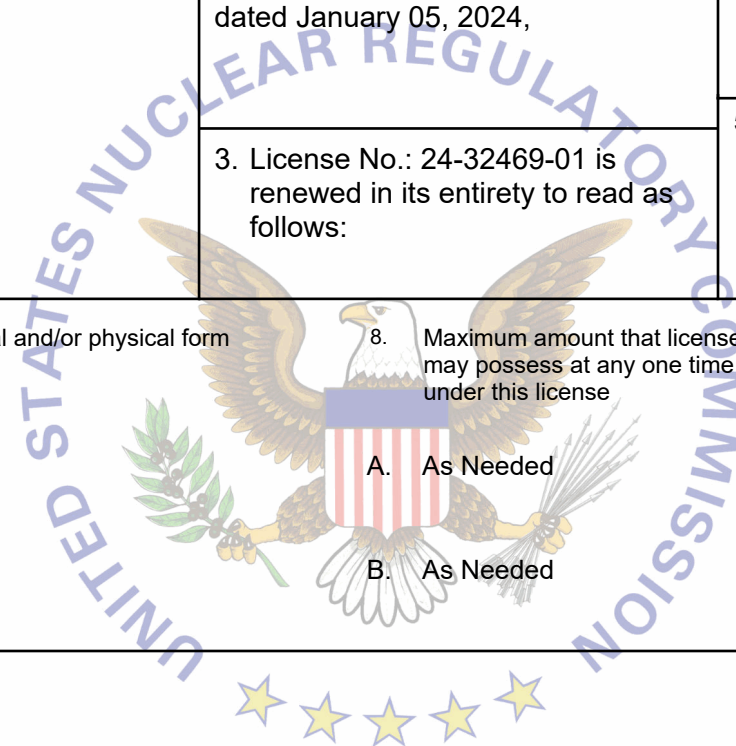 dated January 05, 2024,
3. License No.: 24-32469-01 is
renewed in its entirety to read as
follows:
and/or physical form
8. Maximum amount that
may possess at any one time
under this license
A. As Needed
B. As Needed
UNITED STATES NUCLEAR REGULATORY COMMISSION